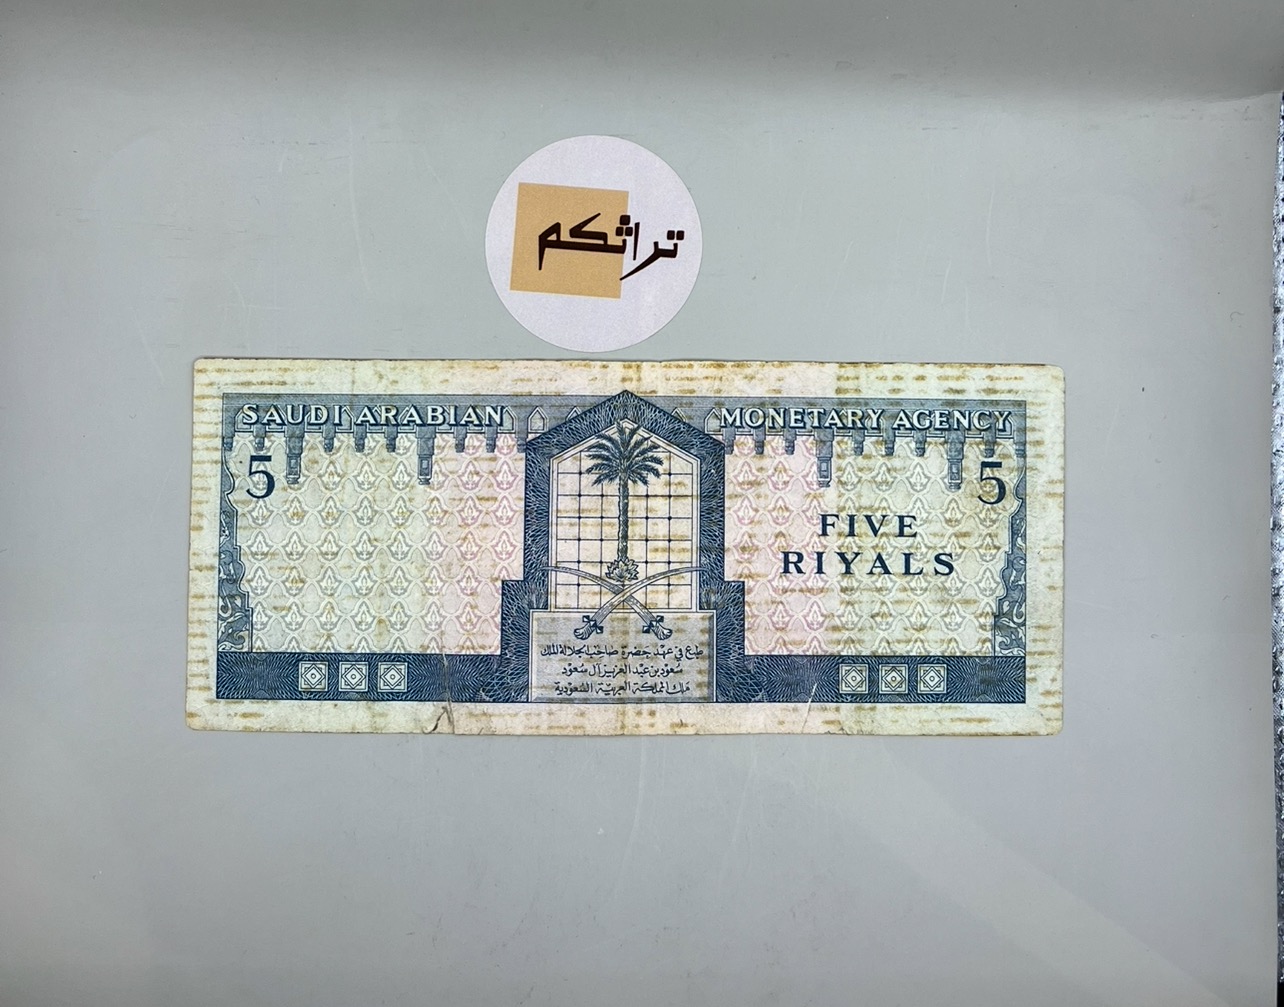 تراثكم
SAUDI ARABIAN MONETARY AGENCY
5 5
FIVE
RIYALS
طبع في عهد حضرة صاحب الجلالة الملك
سعود بن عبد العزيز آل سعود
ملك المملكة العربية السعودية